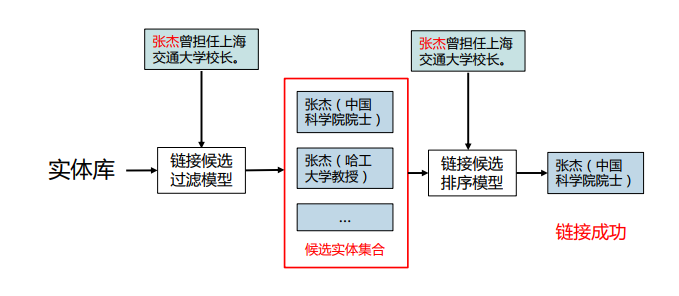 张杰曾担任上海
交通大学校长。
张杰曾担任上海
交通大学校长。
实体库
链接候选
过滤模型
张杰（中国
科学院院士）
张杰（哈工
大学教授）
...
候选实体集合
链接候选
排序模型
张杰（中国
科学院院士）
链接成功